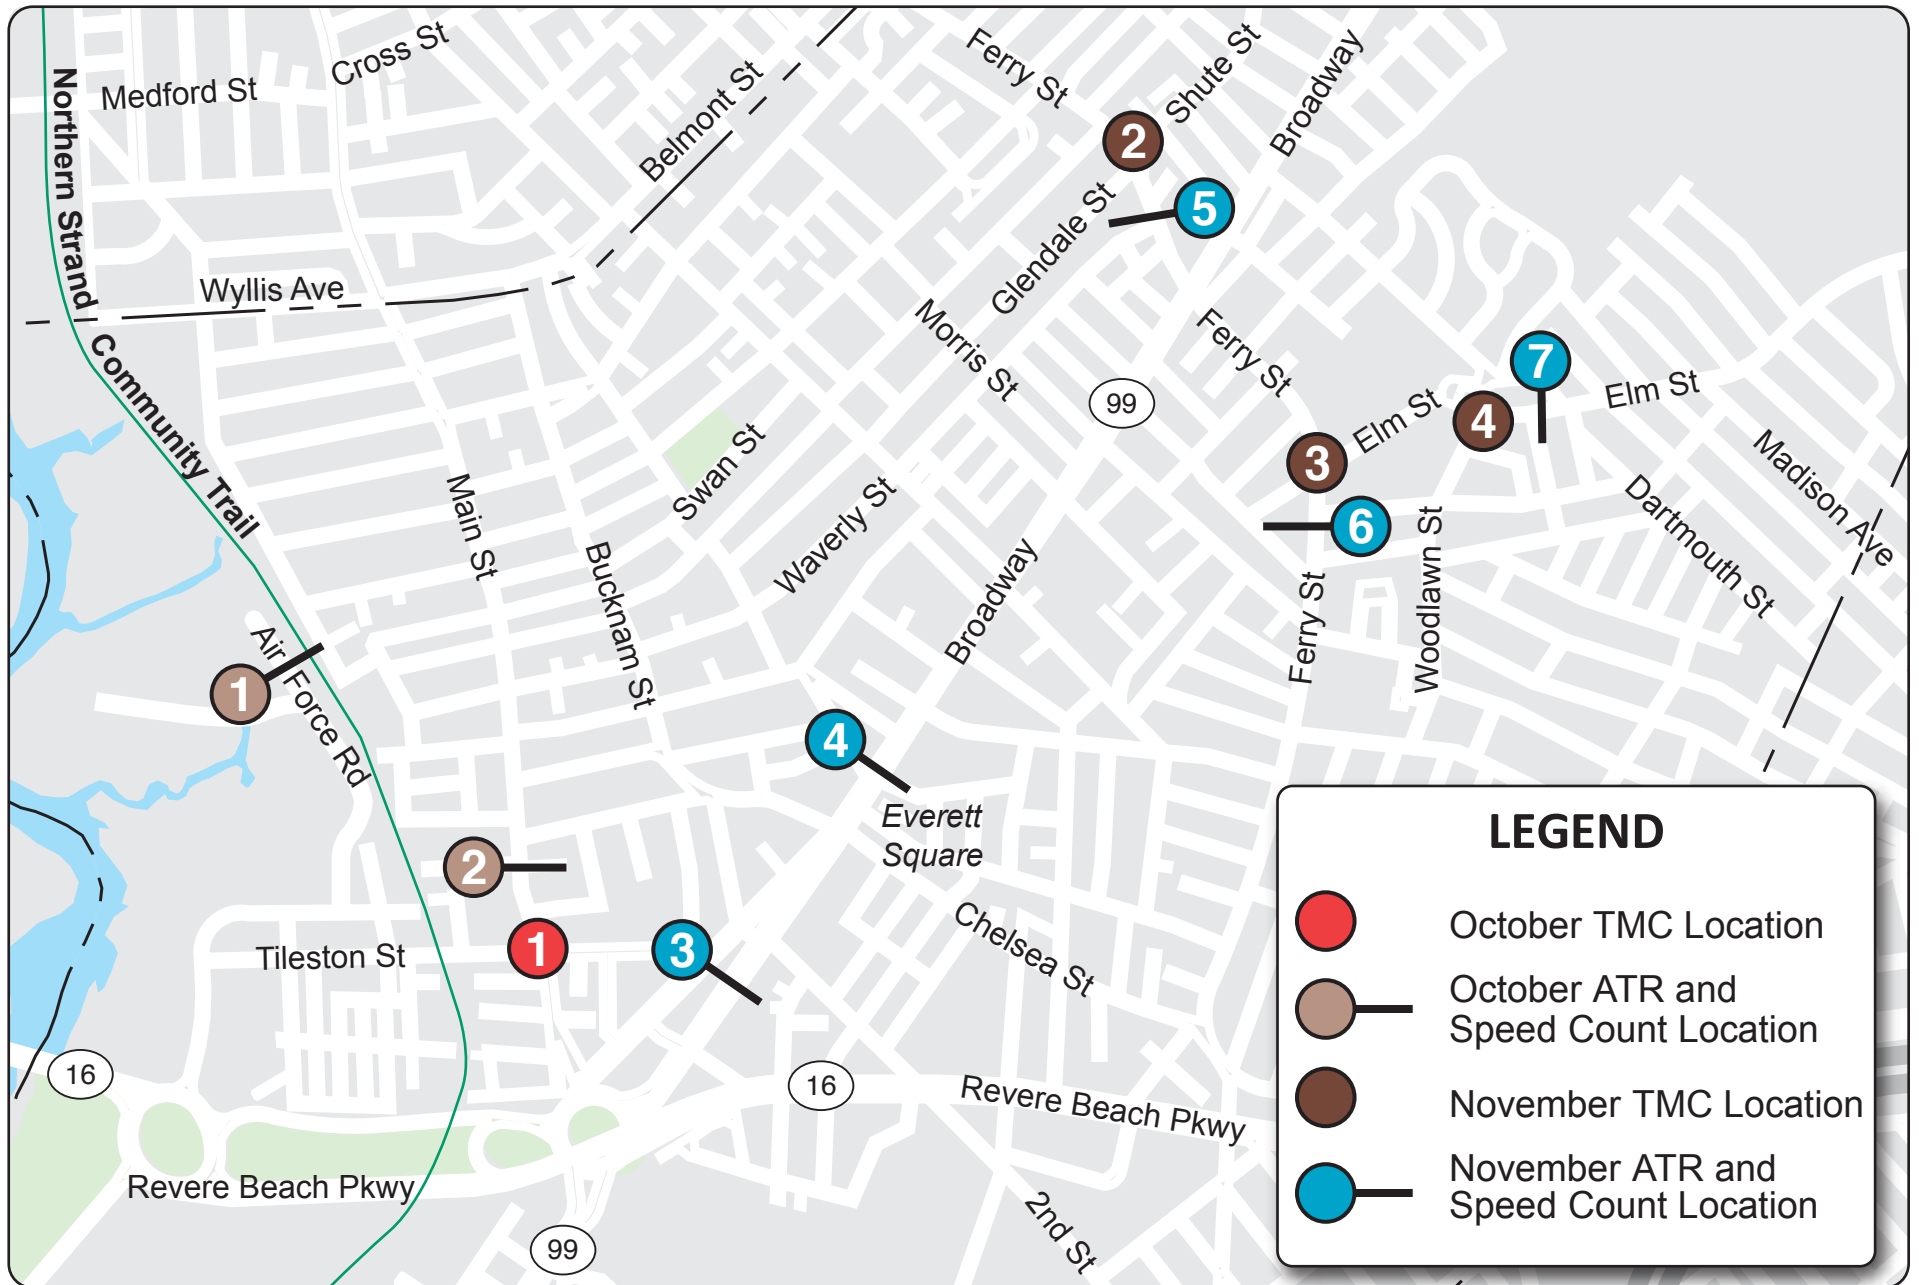 Cross St
Ferry St
Shute St
Broadway
Medford St
Belmont St
Northern Strand
2
5
Glendale St
Wyllis Ave
Morris St
Ferry St
Community Trail
99
7
Elm St
Elm St
4
3
Swan St
Madison Ave
Main St
Waverly St
6
Dartmouth St
Bucknam St
Broadway
Woodlawn St
Ferry St
Air Force Rd
1
4
Everett
Square
2
Chelsea St
Tileston St
1
3
16
16
Revere Beach Pkwy
Revere Beach Pkwy
2nd St
99
LEGEND
October TMC Location
October ATR and
Speed Count Location
November TMC Location
November ATR and
Speed Count Location